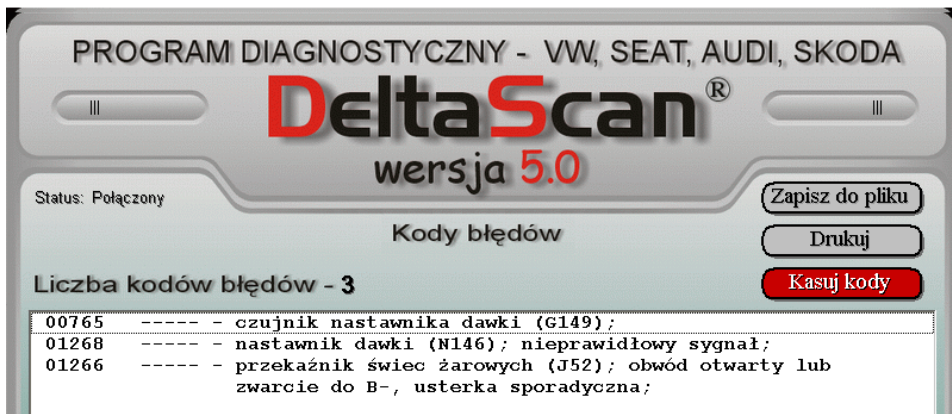 PROGRAM DIAGNOSTYCZNY - VW, SEAT, AUDI, SKODA
DeltaScan®
wersja 5.0
Status: Połączony
Zapisz do pliku
Kody błędów
Drukuj
Liczba kodów błędów - 3
Kasuj kody
00765 ----- - czujnik nastawnika dawki (G149);
01268 ----- - nastawnik dawki (N146); nieprawidłowy sygnał;
01266 ----- - przekaźnik świec żarowych (J52); obwód otwarty lub
zwarcie do B-, usterka sporadyczna;